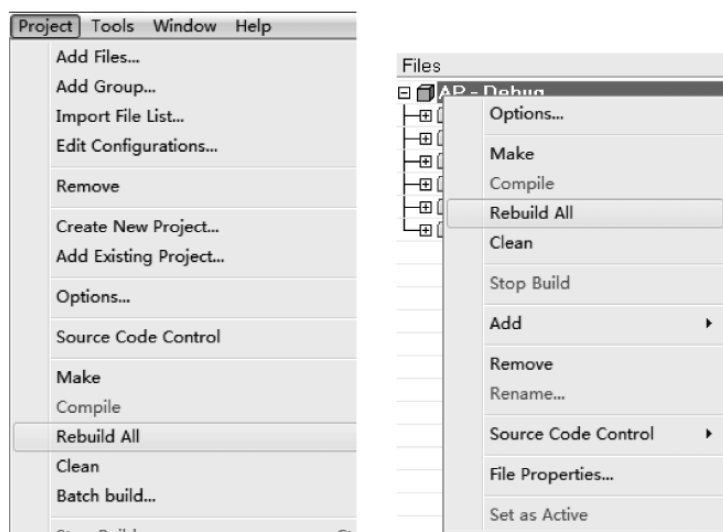 Project Tools Window Help
Add Files...
Add Group...
Import File List...
Edit Configurations...
Remove
Create New Project...
Add Existing Project...
Options...
Source Code Control
Make
Compile
Rebuild All
Clean
Batch build...
Files
AP - Debug
Options...
Make
Compile
Rebuild All
Clean
Stop Build
Add
Remove
Rename...
Source Code Control
File Properties...
Set as Active